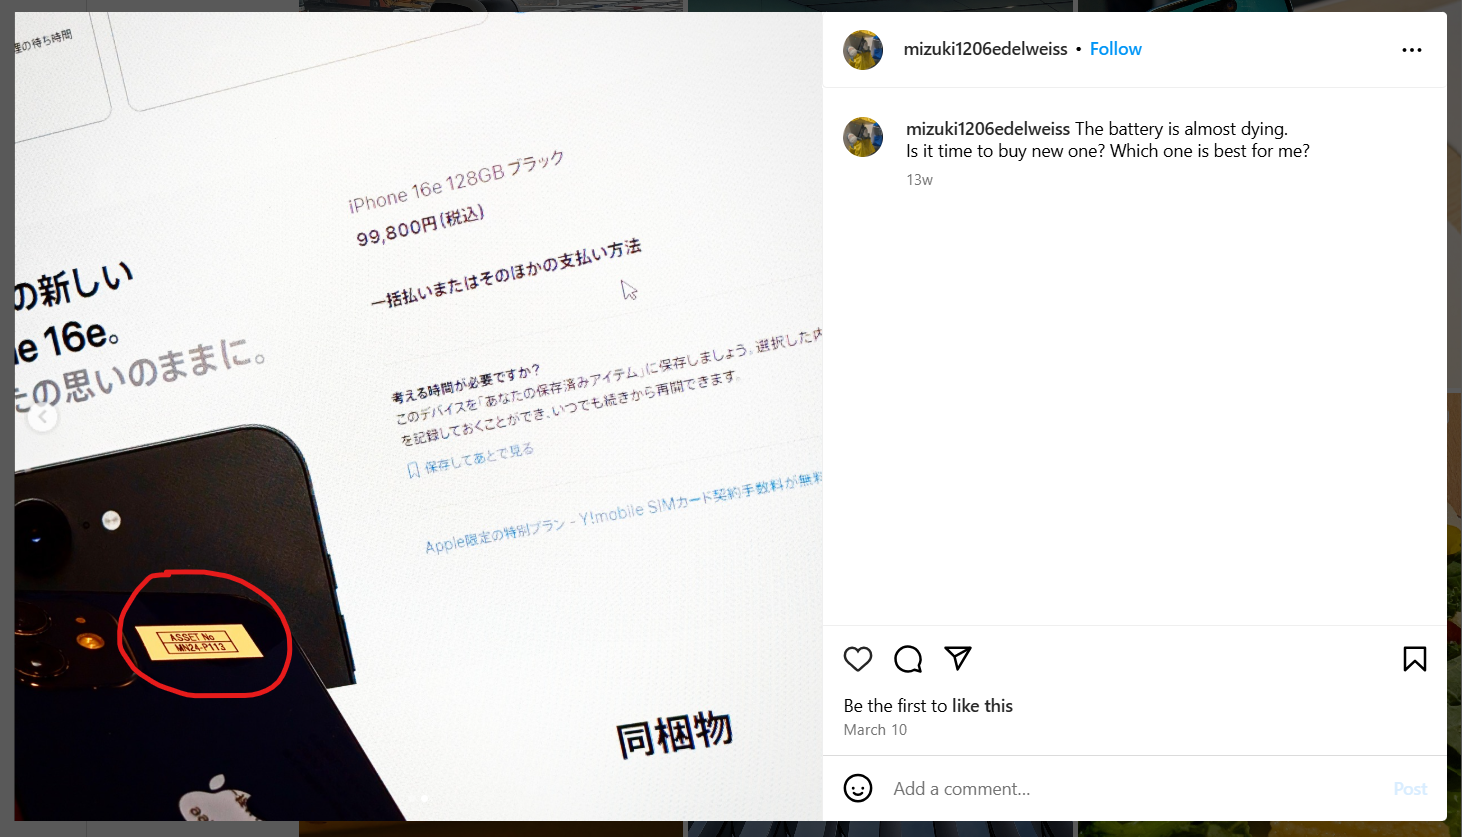 理の待ち時間
iPhone 16e 128GB ブラック
99,800円(税込)
一括払いまたはそのほかの支払い方法
の新しい
e 16e。
たの思いのままに。
考える時間が必要ですか？
このデバイスを「あなたの保存済みアイテム」に保存しましょう。選択した内
を記録しておくことができ、いつでも続きから再開できます。
保存してあとで見る
Apple限定の特別プラン - Y!mobile SIMカード契約手数料が無料
ASSET No
MN24-P113
同梱物
mizuki1206edelweiss • Follow
mizuki1206edelweiss The battery is almost dying.
Is it time to buy new one? Which one is best for me?
13w
Be the first to like this
March 10
Add a comment...
Post